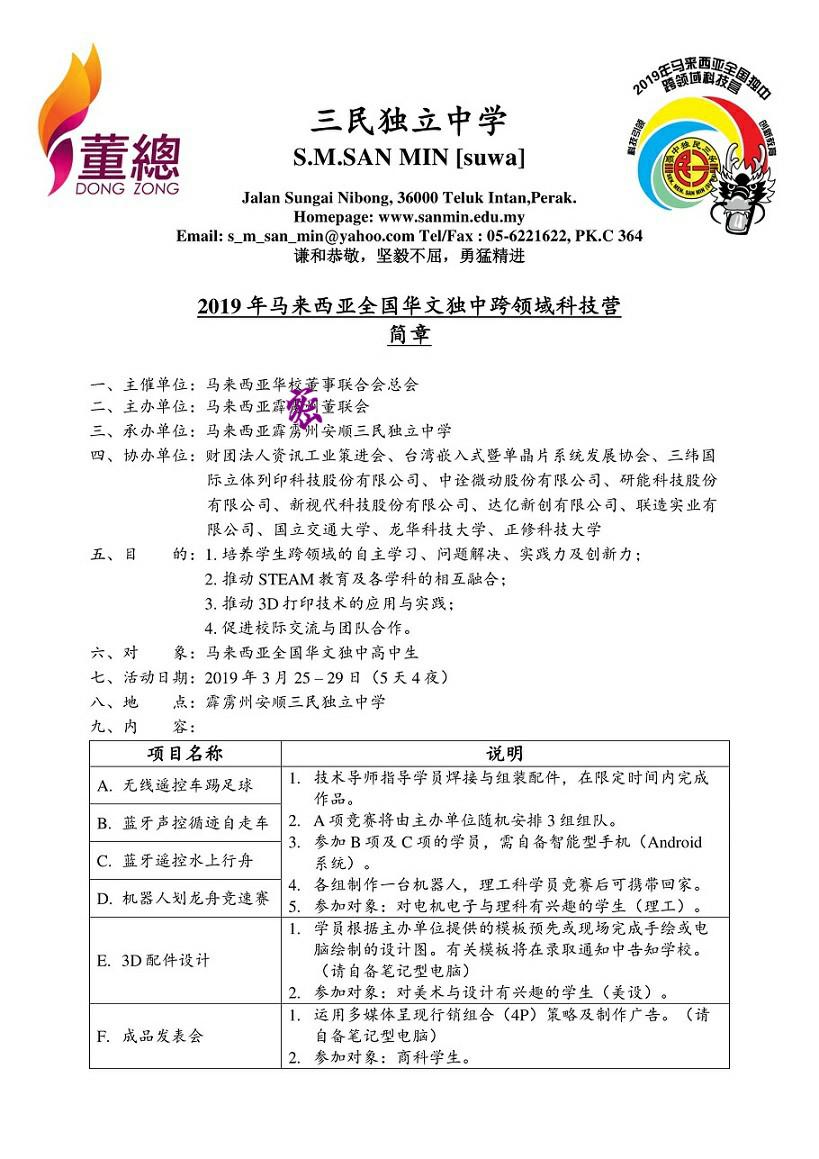 董總
DONG ZONG
2019年马来西亚全国独中
跨领域科技营
科技引领
创新教育
三民独立中学
S.M.SAN MIN [suwa]
Jalan Sungai Nibong, 36000 Teluk Intan,Perak.
Homepage: www.sanmin.edu.my
Email: s_m_san_min@yahoo.com Tel/Fax : 05-6221622, PK.C 364
谦和恭敬，坚毅不屈，勇猛精进
2019 年马来西亚全国华文独中跨领域科技营
简章
一、主催单位：马来西亚华校董事联合会总会
二、主办单位：马来西亚霹雳州董联会
三、承办单位：马来西亚霹雳州安顺三民独立中学
四、协办单位：财团法人资讯工业策进会、台湾嵌入式暨单晶片系统发展协会、三纬国
际立体列印科技股份有限公司、中诠微动股份有限公司、研能科技股份
有限公司、新视代科技股份有限公司、达亿新创有限公司、联造实业有
限公司、国立交通大学、龙华科技大学、正修科技大学
五、目　　的：1. 培养学生跨领域的自主学习、问题解决、实践力及创新力；
2. 推动 STEAM 教育及各学科的相互融合；
3. 推动 3D 打印技术的应用与实践；
4. 促进校际交流与团队合作。
六、对　　象：马来西亚全国华文独中高中生
七、活动日期：2019 年 3 月 25 – 29 日（5 天 4 夜）
八、地　　点：霹雳州安顺三民独立中学
九、内　　容：
项目名称
说明
A. 无线遥控车踢足球
B. 蓝牙声控循迹自走车
C. 蓝牙遥控水上行舟
D. 机器人划龙舟竞速赛
1. 技术导师指导学员焊接与组装配件，在限定时间内完成
作品。
2. A 项竞赛将由主办单位随机安排 3 组组队。
3. 参加 B 项及 C 项的学员，需自备智能型手机（Android
系统）。
4. 各组制作一台机器人，理工科学员竞赛后可携带回家。
5. 参加对象：对电机电子与理科有兴趣的学生（理工）。
E. 3D 配件设计
1. 学员根据主办单位提供的模板预先或现场完成手绘或电
脑绘制的设计图。有关模板将在录取通知中告知学校。
（请自备笔记型电脑）
2. 参加对象：对美术与设计有兴趣的学生（美设）。
F. 成品发表会
1. 运用多媒体呈现行销组合（4P）策略及制作广告。（请
自备笔记型电脑）
2. 参加对象：商科学生。